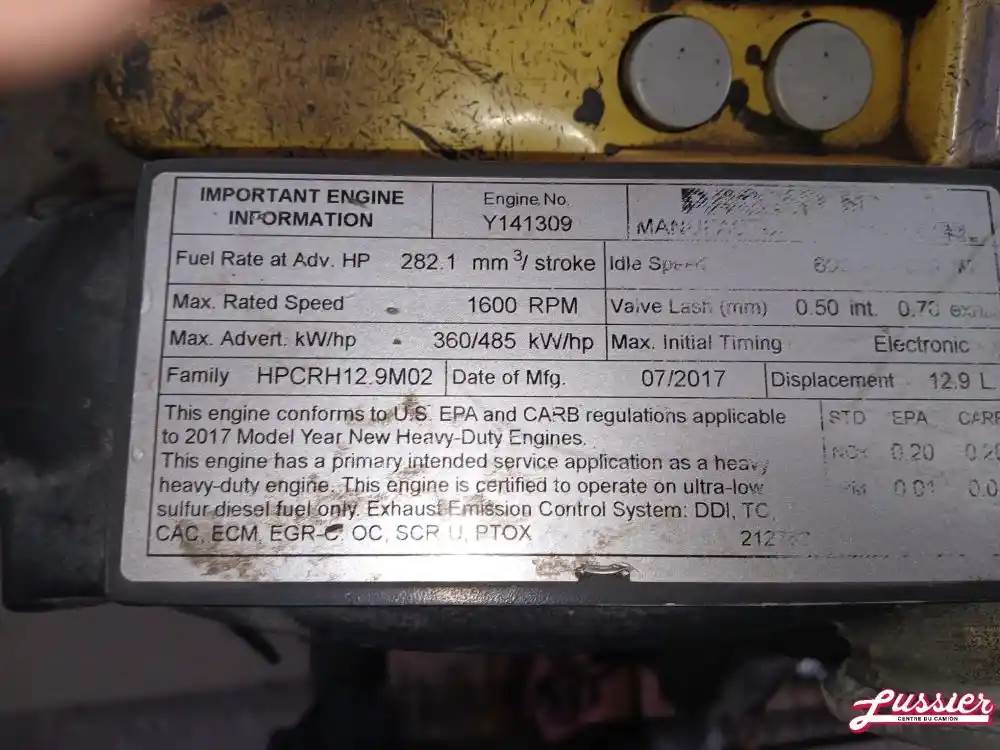 IMPORTANT ENGINE
INFORMATION
Engine No.
Y141309
Fuel Rate at Adv. HP 282.1 mm³/ stroke
Idle Speed
Max. Rated Speed 1600 RPM
Valve Lash (mm) 0.50 int. 0.70
Max. Advert. kW/hp 360/485 kW/hp
Max. Initial Timing Electronic
Family HPCRH12.9M02
Date of Mfg. 07/2017
Displacement 12.9 L
This engine conforms to U.S. EPA and CARB regulations applicable
to 2017 Model Year New Heavy-Duty Engines.
This engine has a primary intended service application as a heavy
heavy-duty engine. This engine is certified to operate on ultra-low
sulfur diesel fuel only. Exhaust Emission Control System: DDI, TC,
CAC, ECM, EGR-C, OC, SCR U, PTOX
STD EPA CARB
NOx 0.20
0.01
Lussier
CENTRE DU CAMION